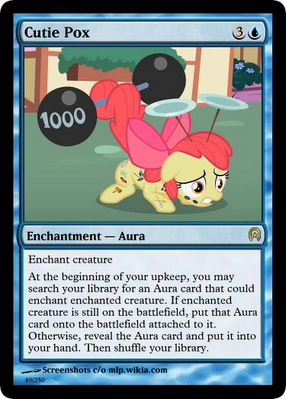 Cutie Pox 3
1000
Enchantment — Aura
Enchant creature
At the beginning of your upkeep, you may
search your library for an Aura card that could
enchant enchanted creature. If enchanted
creature is still on the battlefield, put that Aura
card onto the battlefield attached to it.
Otherwise, reveal the Aura card and put it into
your hand. Then shuffle your library.
Screenshots c/o mlp.wikia.com
49/250